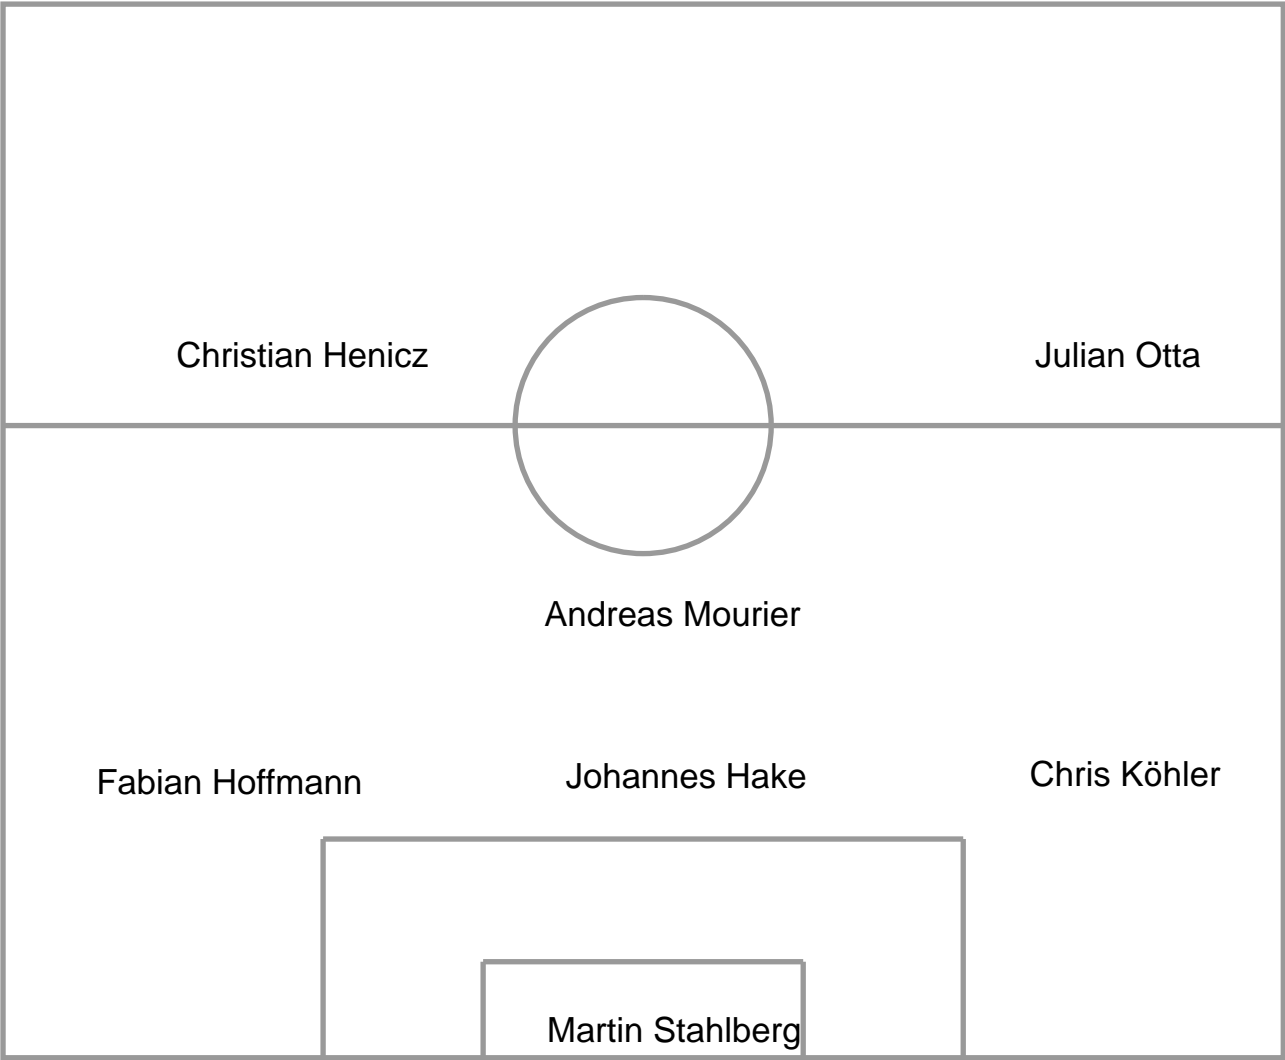 Christian Henicz
Julian Otta
Andreas Mourier
Fabian Hoffmann
Johannes Hake
Chris Köhler
Martin Stahlberg